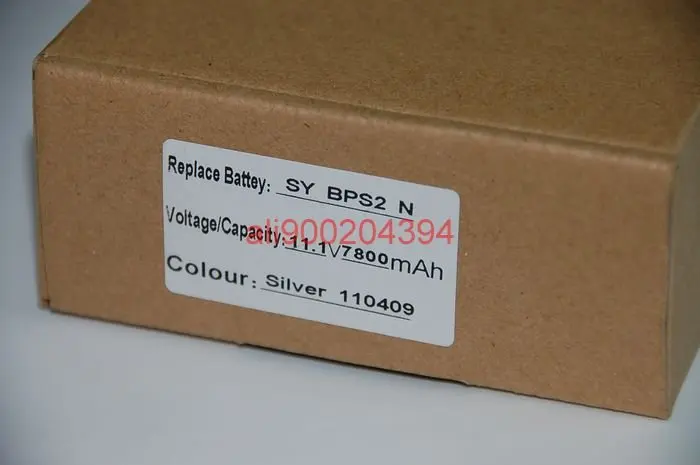 Replace Battey: SY BPS2 N
Voltage/Capacity: 11.1V7800mAh
ali900204394
Colour: Silver 110409